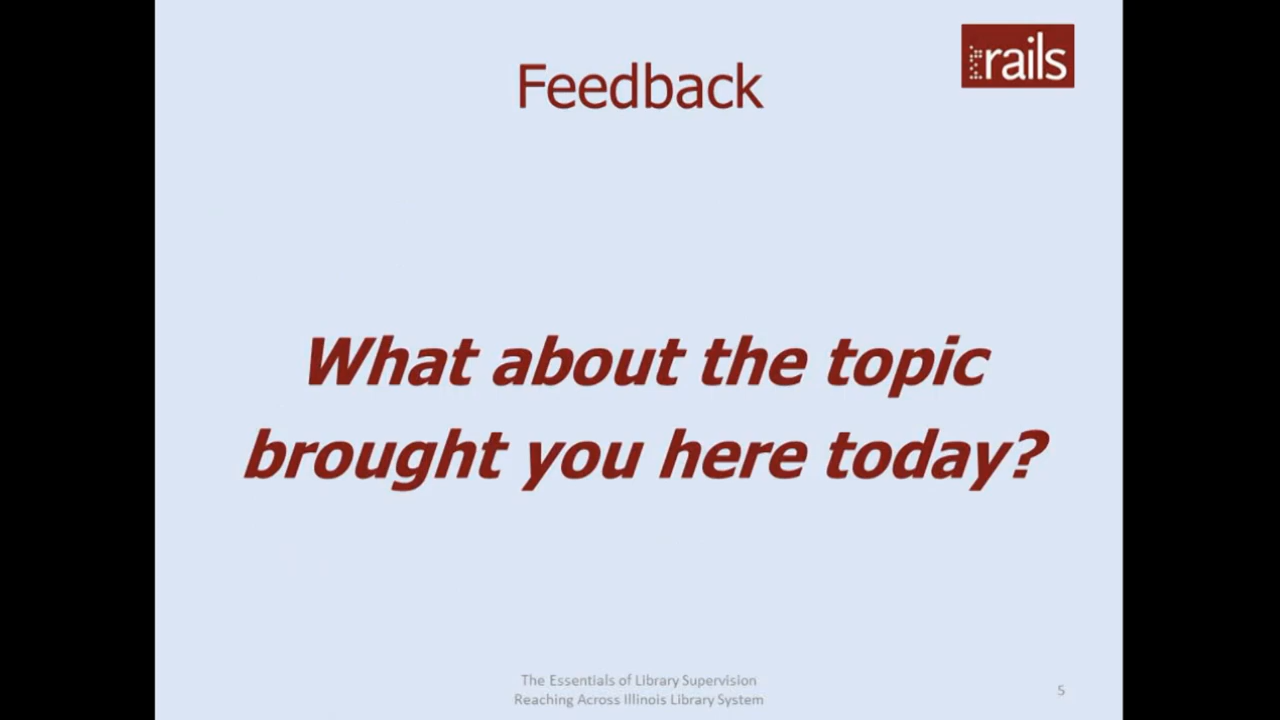 rails
Feedback
What about the topic
brought you here today?
The Essentials of Library Supervision
Reaching Across Illinois Library System
5